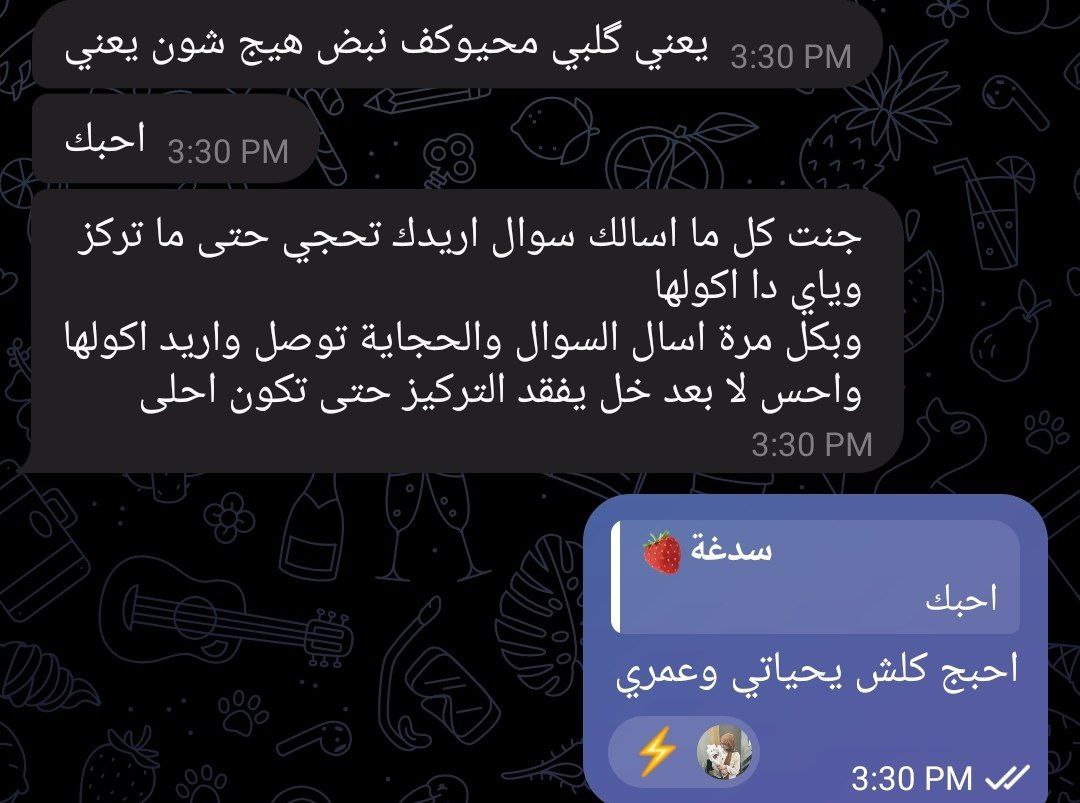 يعني گلبي محيوكف نبض هيج شون يعني
3:30 PM
احبك
3:30 PM
جنت كل ما اسالك سوال اريدك تحجي حتى ما تركز
وياي دا اكولها
وبكل مرة اسال السوال والحجاية توصل واريد اكولها
واحس لا بعد خل يفقد التركيز حتى تكون احلى
3:30 PM
سدغة 🍓
احبك
احبج كلش يحياتي وعمري
⚡
3:30 PM